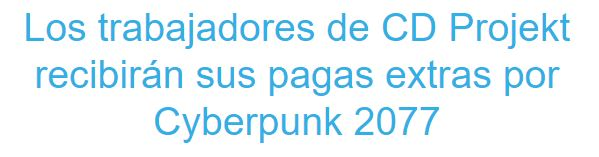 Los trabajadores de CD Projekt
recibirán sus pagas extras por
Cyberpunk 2077